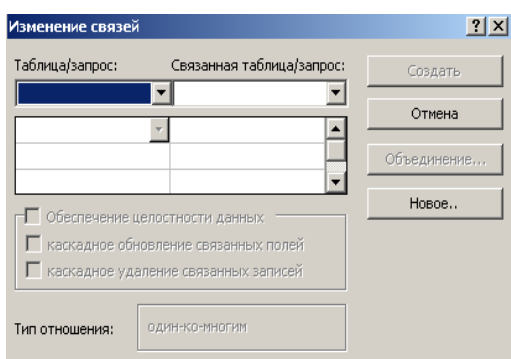 Изменение связей
Таблица/запрос: Связанная таблица/запрос:
Создать
Отмена
Объединение...
Новое..
Обеспечение целостности данных
каскадное обновление связанных полей
каскадное удаление связанных записей
Тип отношения: один-ко-многим